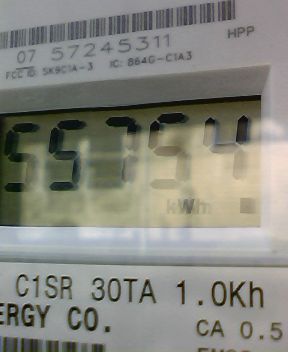 HPP
07 57245311
FCC ID: SK9C1A-3 IC: 864G-C1A3
55754
kWh
C1SR 30TA 1.0Kh
ERGY CO.
CA 0.5